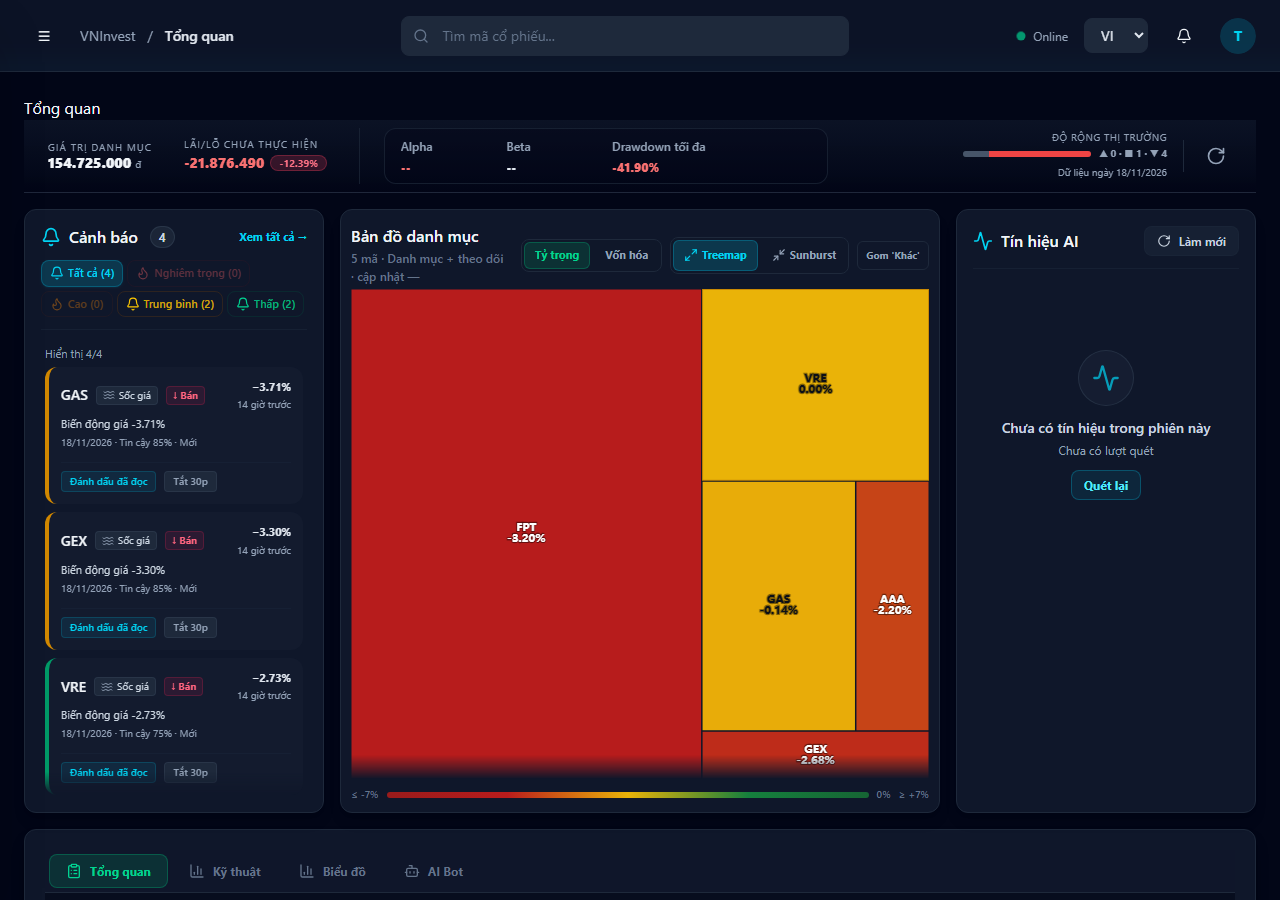 VNInvest / Tổng quan
Tìm mã cổ phiếu...
Online
VI
T
Tổng quan
GIÁ TRỊ DANH MỤC
154.725.000 đ
LÃI/LỖ CHƯA THỰC HIỆN
-21.876.490 -12.39%
Alpha
--
Beta
--
Drawdown tối đa
-41.90%
ĐỘ RỘNG THỊ TRƯỜNG
▲ 0 · ■ 1 · ▼ 4
Dữ liệu ngày 18/11/2026
Cảnh báo 4
Xem tất cả →
Tất cả (4)
Nghiêm trọng (0)
Cao (0)
Trung bình (2)
Thấp (2)
Hiển thị 4/4
GAS Sốc giá ↓ Bán
−3.71%
14 giờ trước
Biến động giá -3.71%
18/11/2026 · Tin cậy 85% · Mới
Đánh dấu đã đọc
Tắt 30p
GEX Sốc giá ↓ Bán
−3.30%
14 giờ trước
Biến động giá -3.30%
18/11/2026 · Tin cậy 85% · Mới
Đánh dấu đã đọc
Tắt 30p
VRE Sốc giá ↓ Bán
−2.73%
14 giờ trước
Biến động giá -2.73%
18/11/2026 · Tin cậy 75% · Mới
Đánh dấu đã đọc
Tắt 30p
Bản đồ danh mục
5 mã · Danh mục + theo dõi
· cập nhật —
Tỷ trọng
Vốn hóa
Treemap
Sunburst
Gom 'Khác'
FPT
-3.20%
VRE
0.00%
GAS
-0.14%
AAA
-2.20%
GEX
-2.68%
≤ -7%
0%
≥ +7%
Tín hiệu AI
Làm mới
Chưa có tín hiệu trong phiên này
Chưa có lượt quét
Quét lại
Tổng quan
Kỹ thuật
Biểu đồ
AI Bot